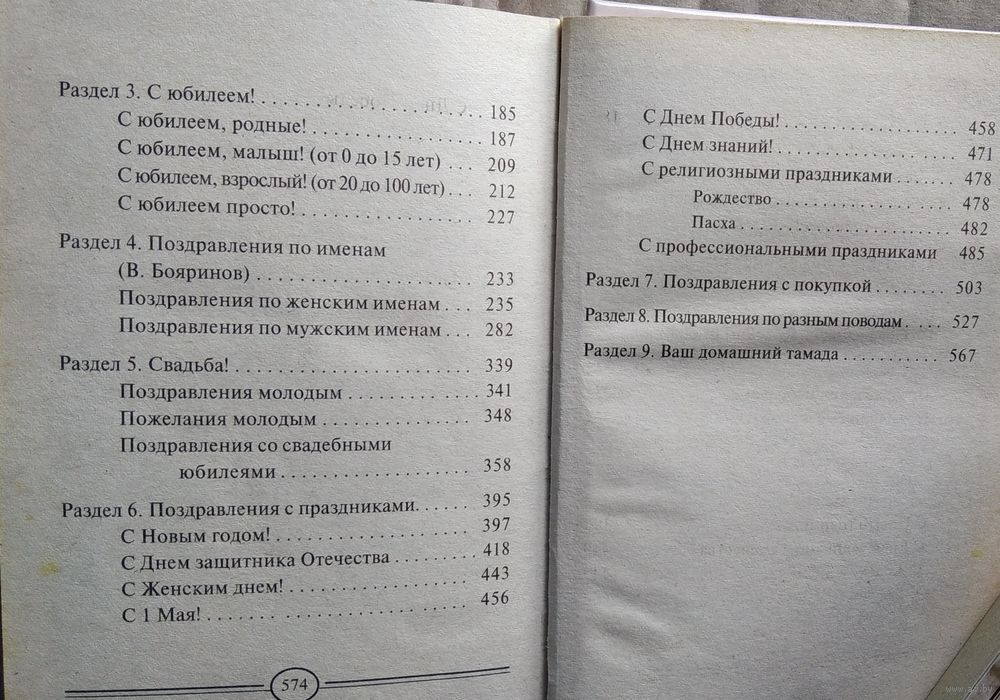 Раздел 3. С юбилеем! 185
С юбилеем, родные! 187
С юбилеем, малыш! (от 0 до 15 лет) 209
С юбилеем, взрослый! (от 20 до 100 лет) 212
С юбилеем просто! 227
Раздел 4. Поздравления по именам
(В. Бояринов) 233
Поздравления по женским именам 235
Поздравления по мужским именам 282
Раздел 5. Свадьба! 339
Поздравления молодым 341
Пожелания молодым 348
Поздравления со свадебными
юбилеями 358
Раздел 6. Поздравления с праздниками. 395
С Новым годом! 397
С Днем защитника Отечества 418
С Женским днем! 443
С 1 Мая! 456
574
С Днем Победы! 458
С Днем знаний! 471
С религиозными праздниками 478
Рождество 478
Пасха 482
С профессиональными праздниками 485
Раздел 7. Поздравления с покупкой 503
Раздел 8. Поздравления по разным поводам 527
Раздел 9. Ваш домашний тамада 567
www.ay.by